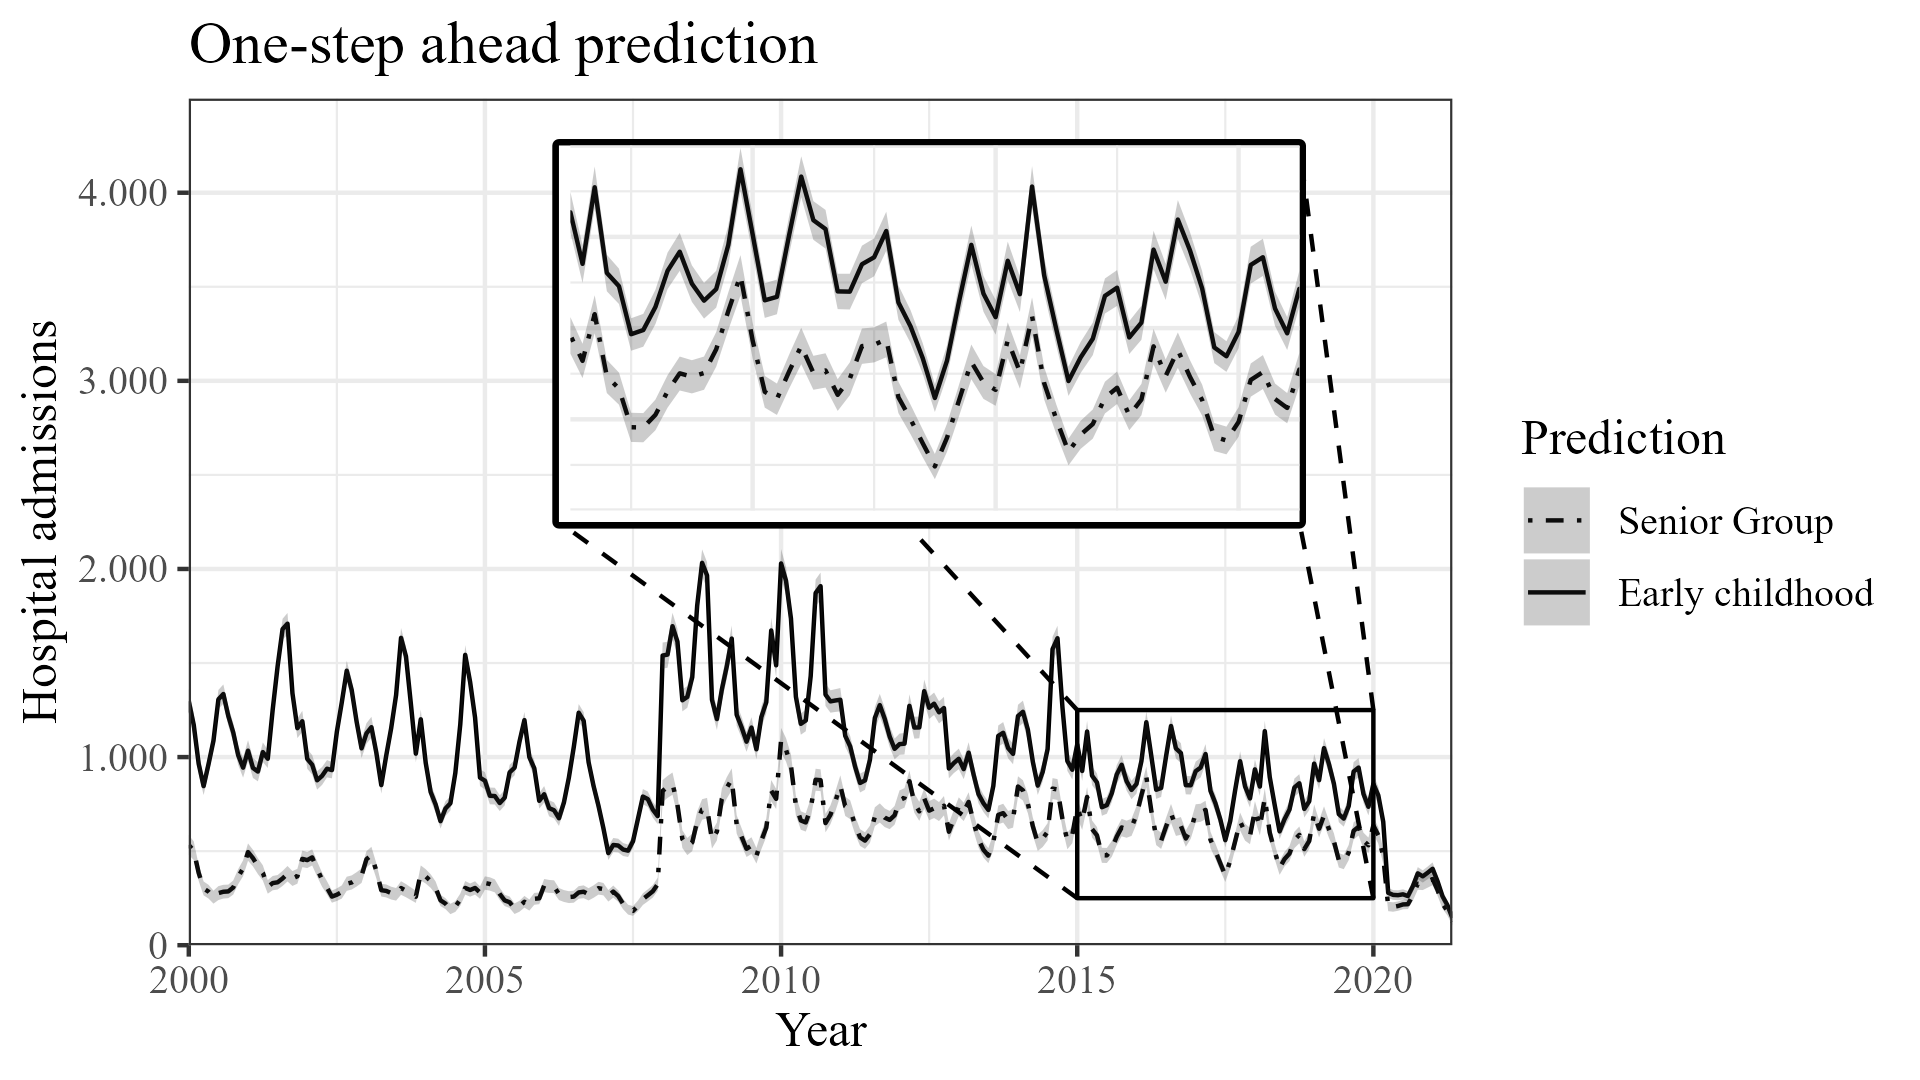 One-step ahead prediction
Hospital admissions
4.000
3.000
2.000
1.000
0
2000 2005 2010 2015 2020
Year
Prediction
Senior Group
Early childhood